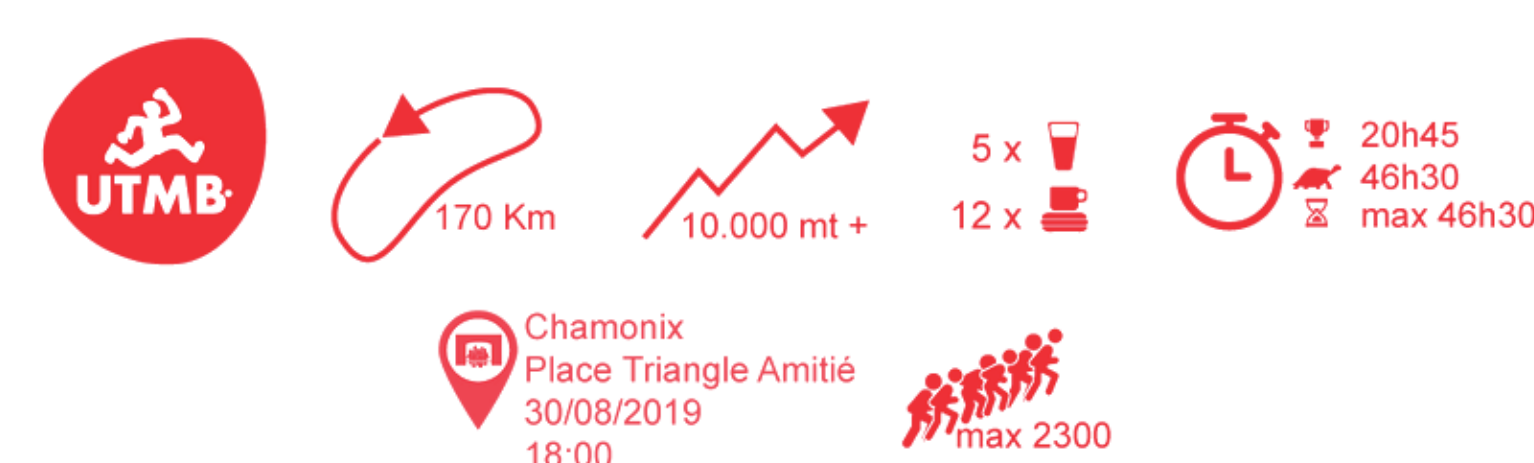 UTMB
170 Km
10.000 mt +
5 x
12 x
20h45
46h30
max 46h30
Chamonix
Place Triangle Amitié
30/08/2019
18:00
max 2300